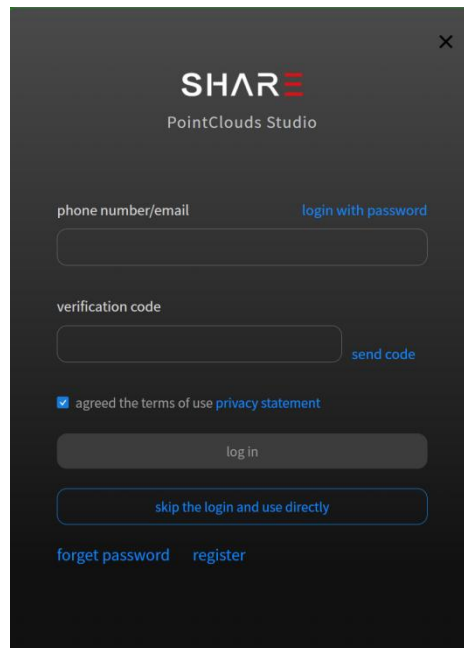 SHARE
PointClouds Studio
phone number/email login with password
verification code
send code
agreed the terms of use privacy statement
log in
skip the login and use directly
forget password register